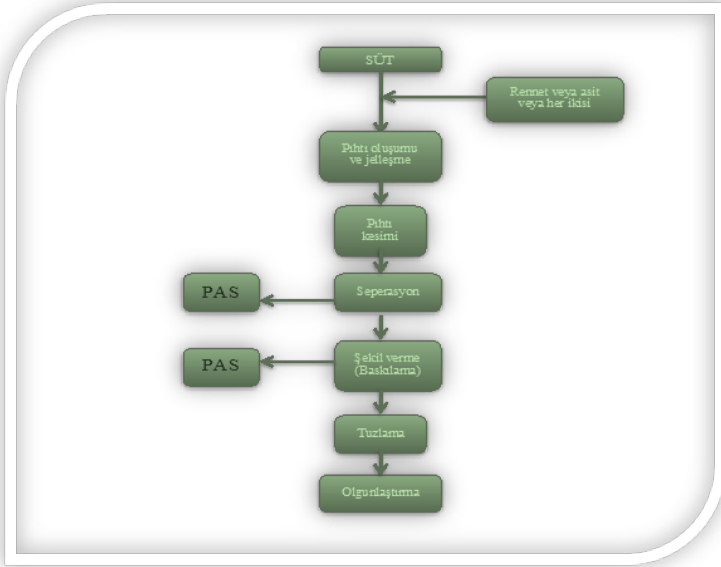 SÜT
Rennet veya asit
veya her ikisi
Pıhtı oluşumu
ve jelleşme
Pıhtı
kesimi
PAS
Seperasyon
PAS
Şekil verme
(Baskılama)
Tuzlama
Olgunlaştırma